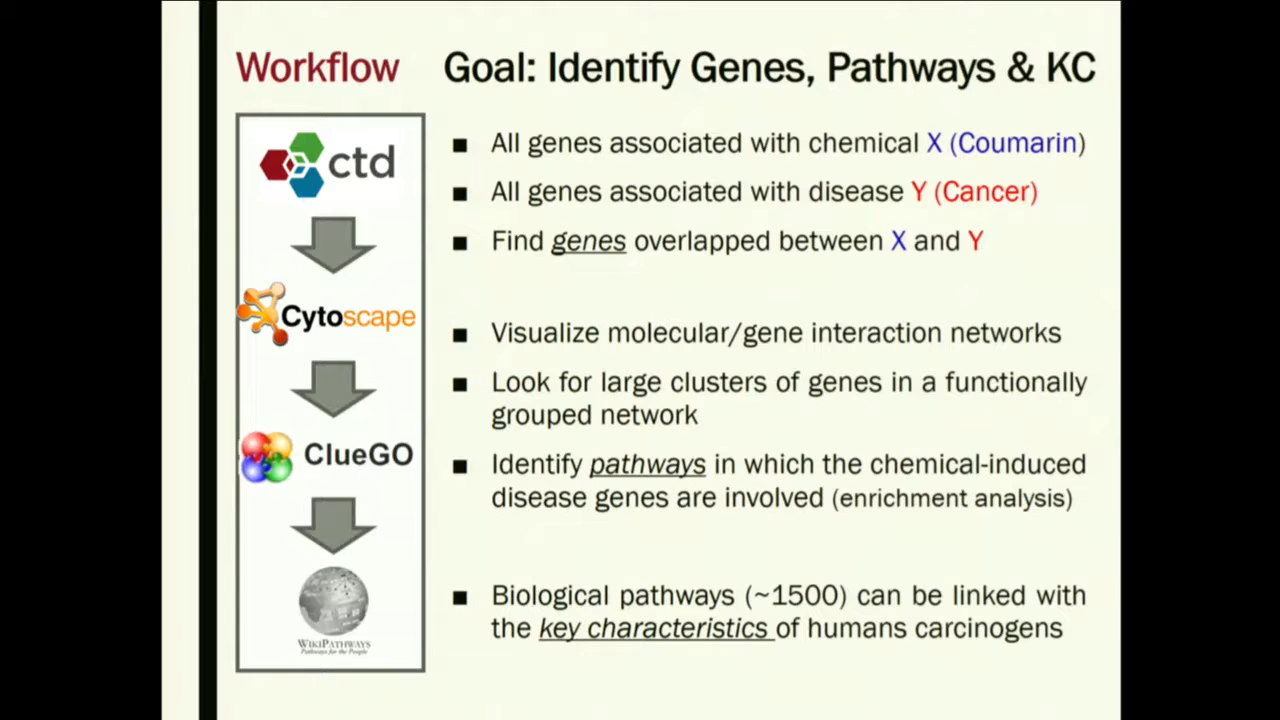 Workflow
Goal: Identify Genes, Pathways & KC
ctd
■ All genes associated with chemical X (Coumarin)
■ All genes associated with disease Y (Cancer)
■ Find genes overlapped between X and Y
Cytoscape
■ Visualize molecular/gene interaction networks
■ Look for large clusters of genes in a functionally
grouped network
ClueGO
■ Identify pathways in which the chemical-induced
disease genes are involved (enrichment analysis)
WIKIPATHWAYS
Pathways for the People
■ Biological pathways (~1500) can be linked with
the key characteristics of humans carcinogens